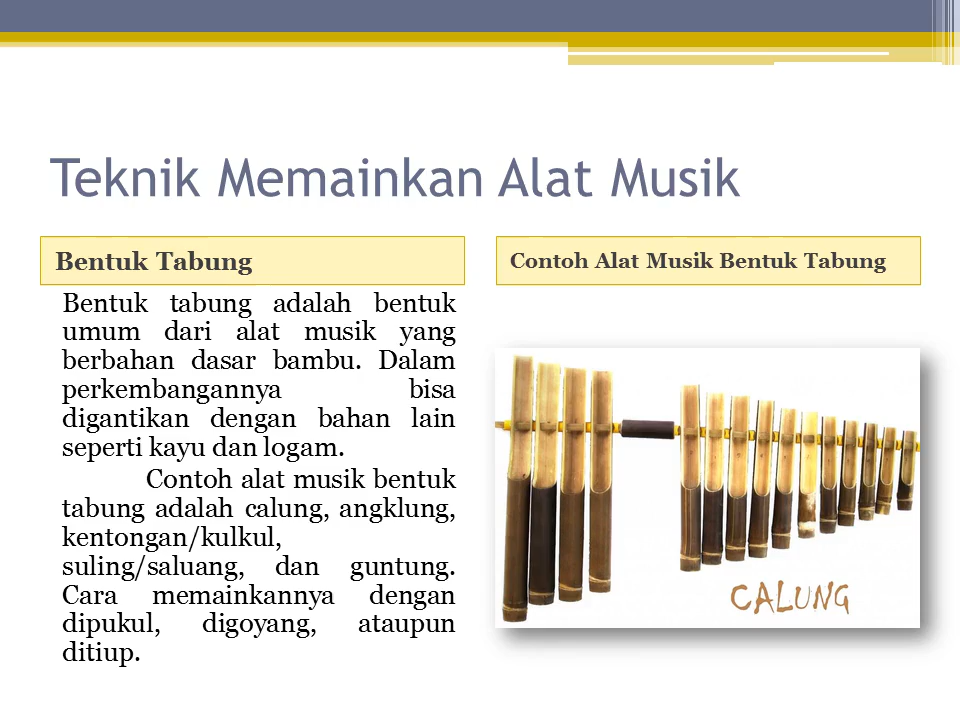 Teknik Memainkan Alat Musik
Bentuk Tabung
Bentuk tabung adalah bentuk
umum dari alat musik yang
berbahan dasar bambu. Dalam
perkembangannya bisa
digantikan dengan bahan lain
seperti kayu dan logam.
Contoh alat musik bentuk
tabung adalah calung, angklung,
kentongan/kulkul,
suling/saluang, dan guntung.
Cara memainkannya dengan
dipukul, digoyang, ataupun
ditiup.
Contoh Alat Musik Bentuk Tabung
CALUNG